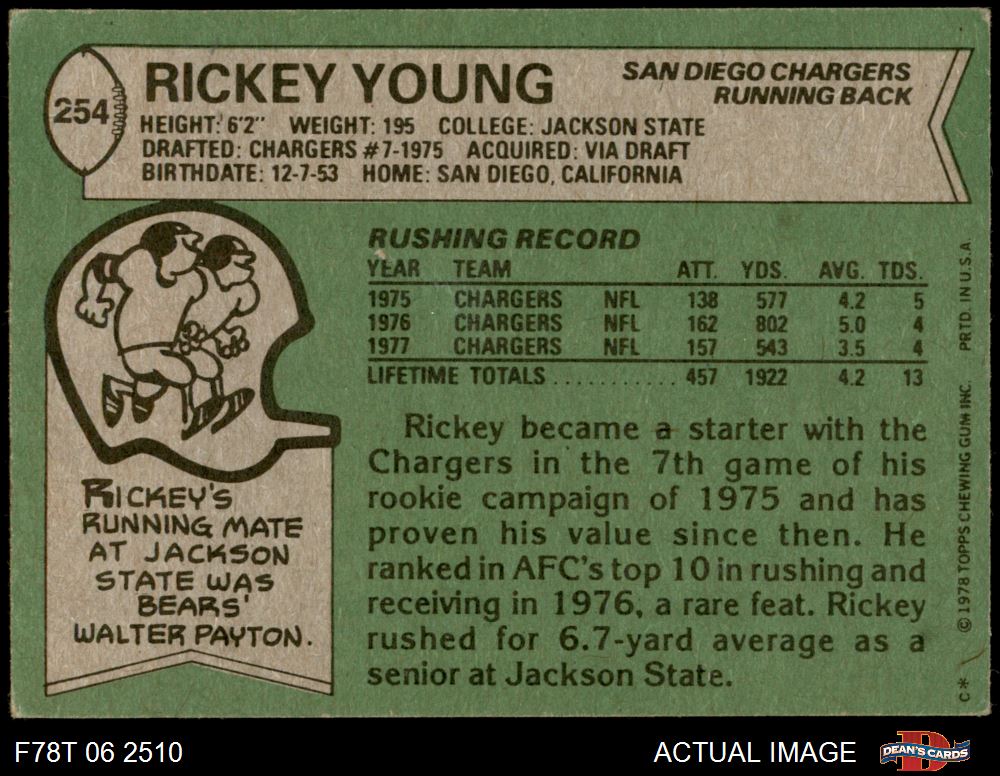 254
RICKEY YOUNG
SAN DIEGO CHARGERS
RUNNING BACK
HEIGHT: 6'2" WEIGHT: 195 COLLEGE: JACKSON STATE
DRAFTED: CHARGERS #7-1975 ACQUIRED: VIA DRAFT
BIRTHDATE: 12-7-53 HOME: SAN DIEGO, CALIFORNIA
RUSHING RECORD
YEAR TEAM ATT. YDS. AVG. TDS.
1975 CHARGERS NFL 138 577 4.2 5
1976 CHARGERS NFL 162 802 5.0 4
1977 CHARGERS NFL 157 543 3.5 4
LIFETIME TOTALS ............ 457 1922 4.2 13
Rickey became a starter with the
Chargers in the 7th game of his
rookie campaign of 1975 and has
proven his value since then. He
ranked in AFC's top 10 in rushing and
receiving in 1976, a rare feat. Rickey
rushed for 6.7-yard average as a
senior at Jackson State.
RICKEY'S
RUNNING MATE
AT JACKSON
STATE WAS
BEARS'
WALTER PAYTON.
C* © 1978 TOPPS CHEWING GUM INC. PRTD. IN U.S.A.
F78T 06 2510
ACTUAL IMAGE
D
DEAN'S CARDS